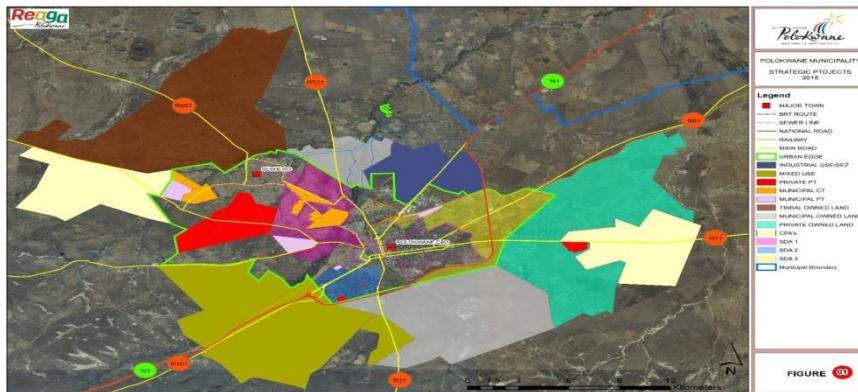 Reaga
Polokwane
POLOKWANE
POLOKWANE MUNICIPALITY
STRATEGIC PTOJECTS
2018
Legend
MAJOR TOWN
BRT ROUTE
SEWER LINE
NATIONAL ROAD
RAILWAY
MAIN ROAD
URBAN EDGE
INDUSTRIAL USE/SEZ
MIXED USE
PRIVATE PT
MUNICIPAL CT
MUNICIPAL PT
TRIBAL OWNED LAND
MUNICIPAL OWNED LAND
PRIVATE OWNED LAND
CPA's
SDA 1
SDA 2
SDA 3
Municipal Boundary
FIGURE 01
R521
N1
R567
R81
SESHEGO
POLOKWANE CBD
R71
N1
R101
R37
N
9
12
Kilometers